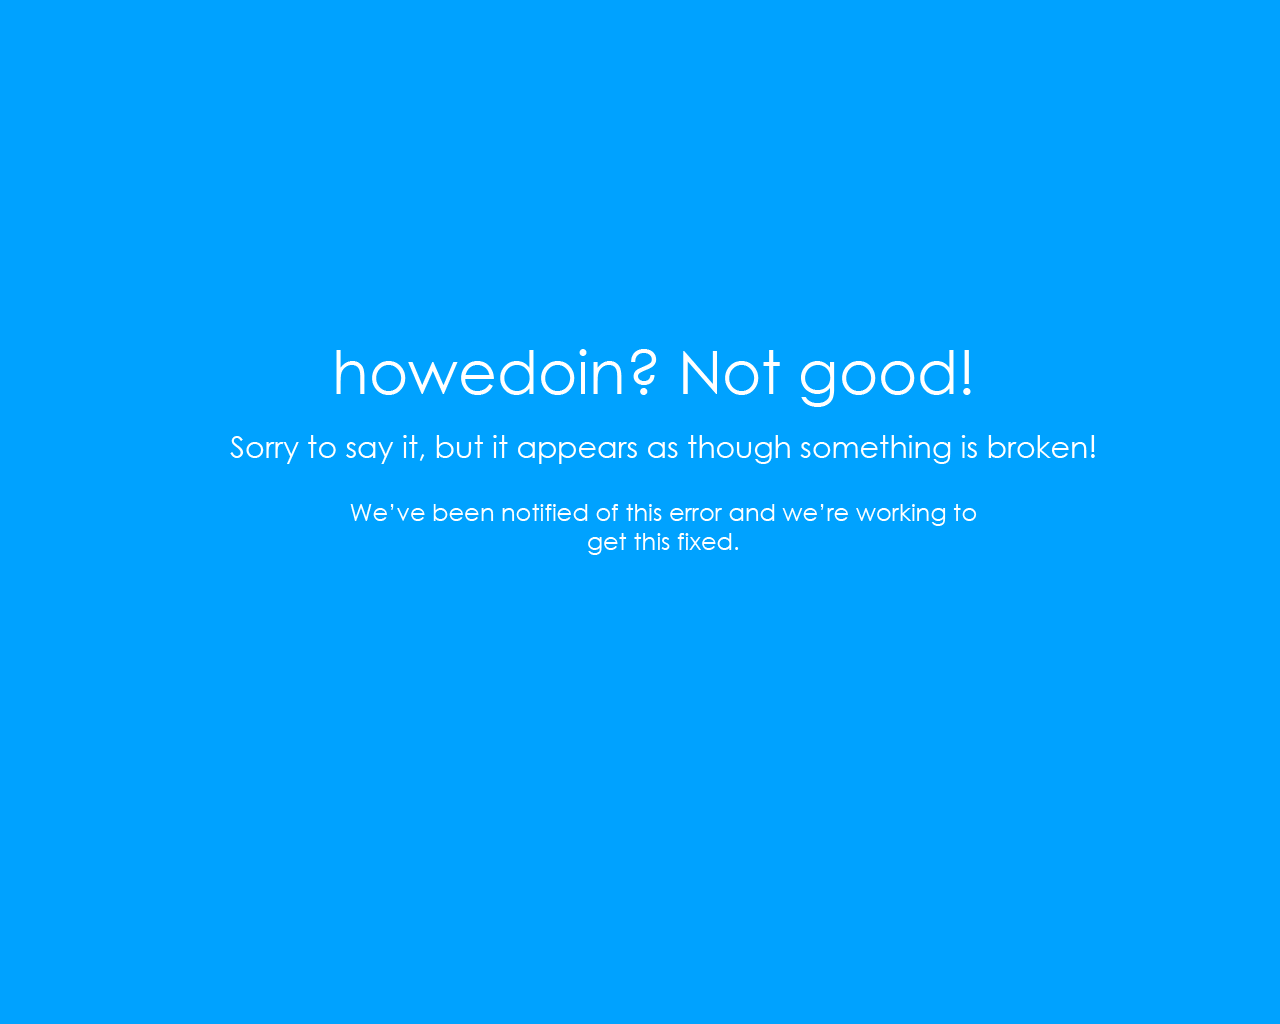 howedoin? Not good!
Sorry to say it, but it appears as though something is broken!
We’ve been notified of this error and we’re working to
get this fixed.